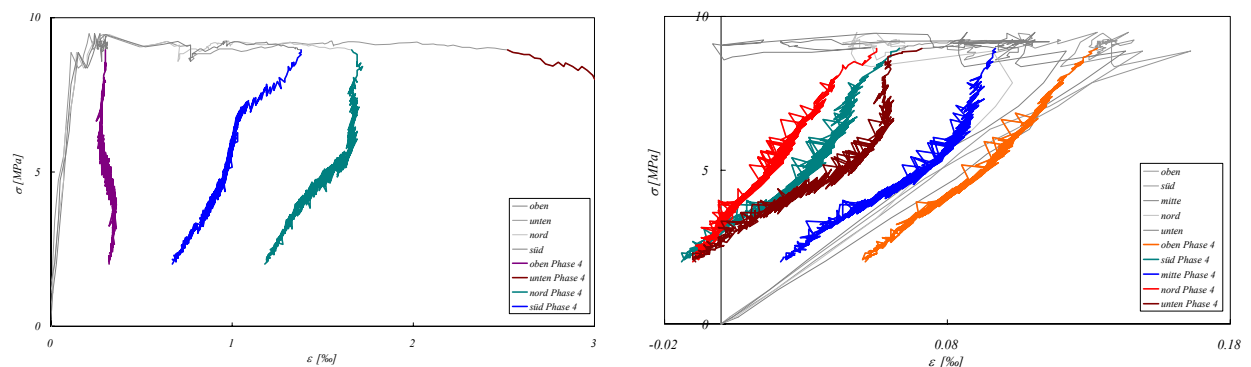 10
σ [MPa]
5
0
0
1
2
3
ε [‰]
oben
unten
nord
süd
oben Phase 4
unten Phase 4
nord Phase 4
süd Phase 4
10
σ [MPa]
5
0
-0.02
0.08
0.18
ε [‰]
oben
süd
mitte
nord
unten
oben Phase 4
süd Phase 4
mitte Phase 4
nord Phase 4
unten Phase 4